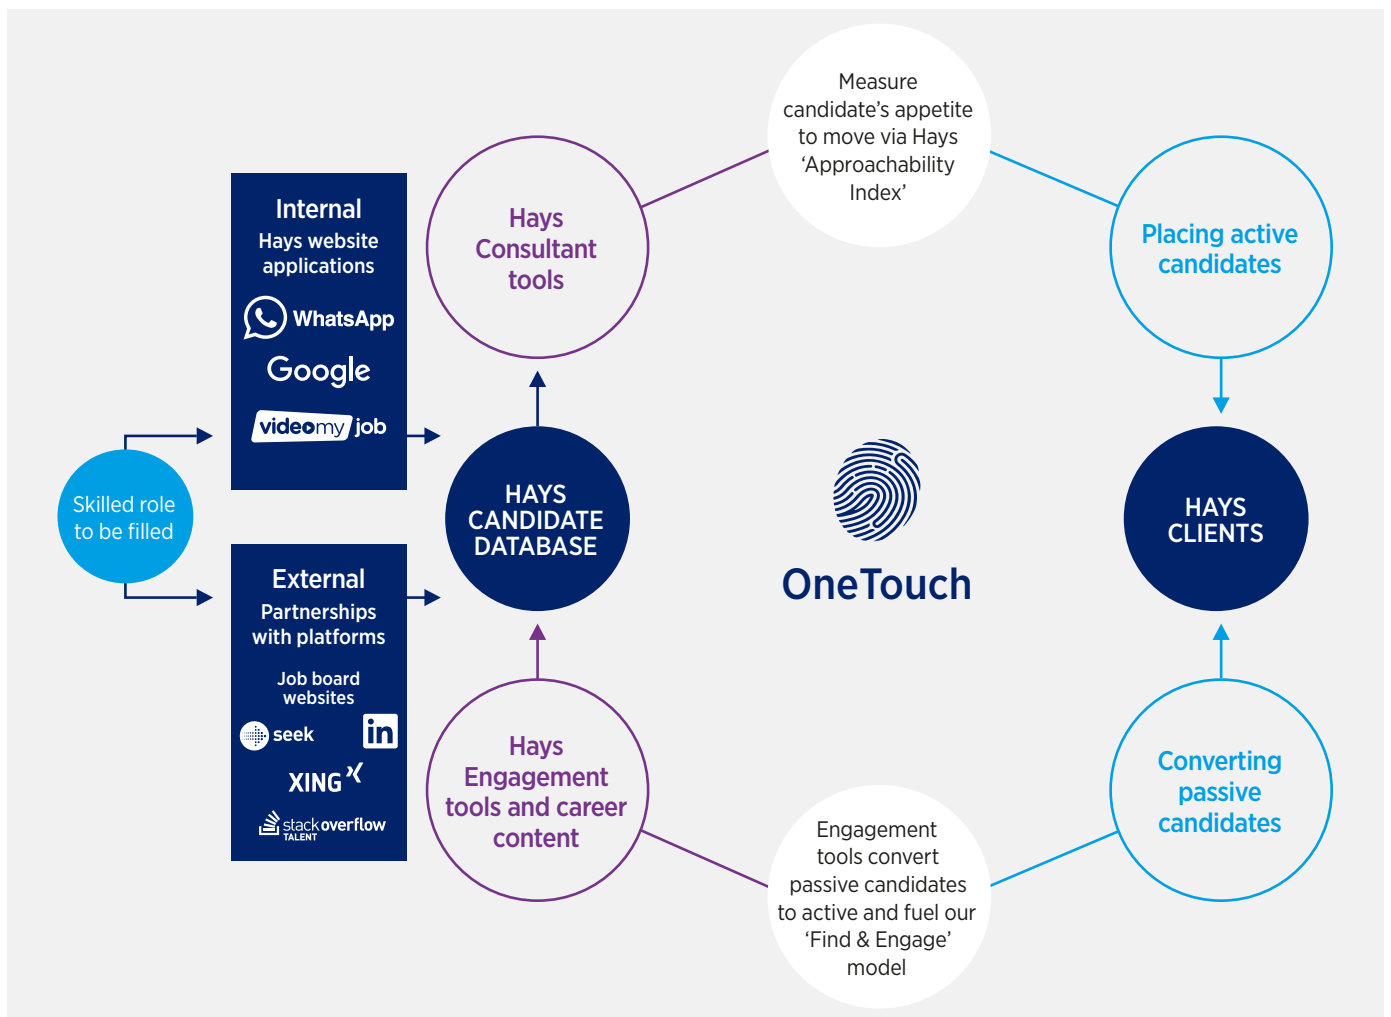 Measure
candidate’s appetite
to move via Hays
‘Approachability
Index’
Internal
Hays website
applications
WhatsApp
Google
videomy job
Hays
Consultant
tools
Placing active
candidates
Skilled role
to be filled
HAYS
CANDIDATE
DATABASE
OneTouch
HAYS
CLIENTS
External
Partnerships
with platforms
Job board
websites
seek
in
XING
stackoverflow
TALENT
Hays
Engagement
tools and career
content
Engagement
tools convert
passive candidates
to active and fuel our
‘Find & Engage’
model
Converting
passive
candidates